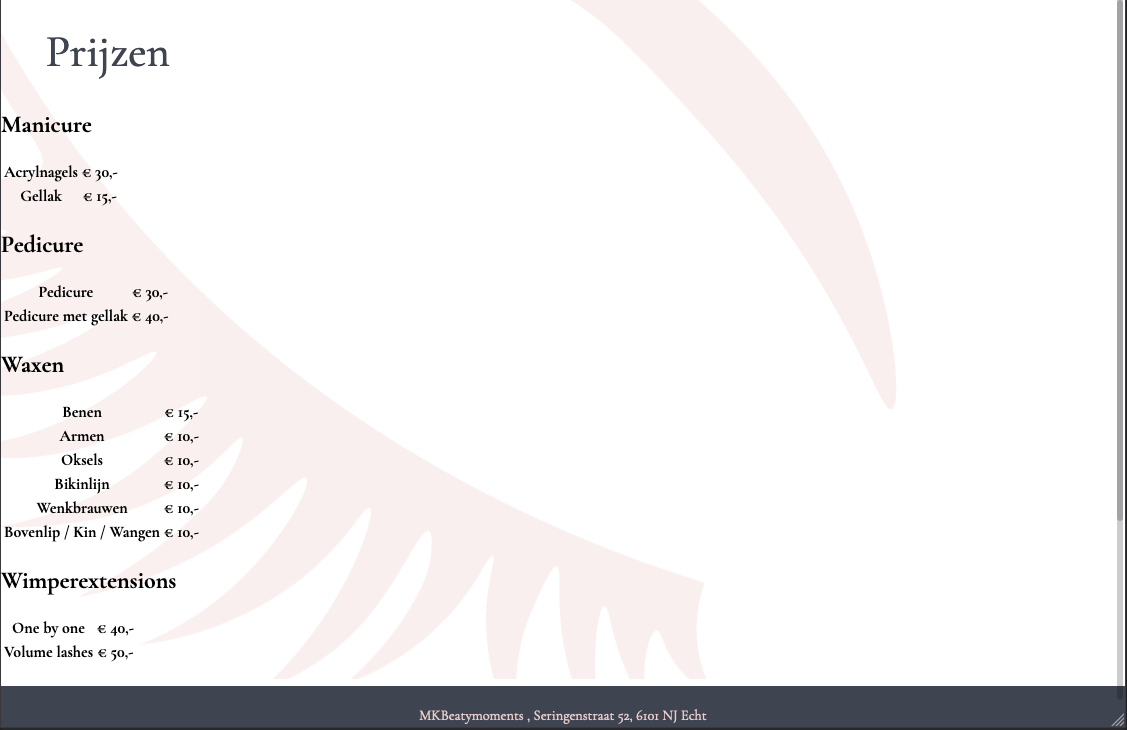 Prijzen
Manicure
Acrylnagels € 30,-
Gellak € 15,-
Pedicure
Pedicure € 30,-
Pedicure met gellak € 40,-
Waxen
Benen € 15,-
Armen € 10,-
Oksels € 10,-
Bikinlijn € 10,-
Wenkbrauwen € 10,-
Bovenlip / Kin / Wangen € 10,-
Wimperextensions
One by one € 40,-
Volume lashes € 50,-
MKBeatymoments , Seringenstraat 52, 6101 NJ Echt